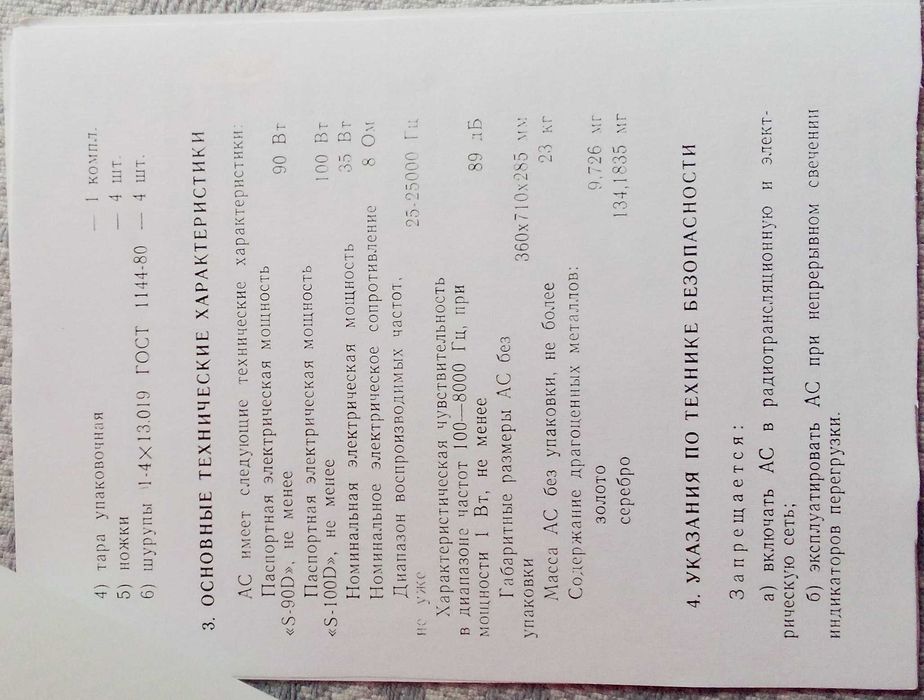 4) тара упаковочная — 1 компл.
5) ножки — 4 шт.
6) шурупы 1-4×13.019 ГОСТ 1144-80 — 4 шт.
3. ОСНОВНЫЕ ТЕХНИЧЕСКИЕ ХАРАКТЕРИСТИКИ
АС имеет следующие технические характеристики:
Паспортная электрическая мощность
«S-90D», не менее 90 Вт
Паспортная электрическая мощность
«S-100D», не менее 100 Вт
Номинальная электрическая мощность 35 Вт
Номинальное электрическое сопротивление 8 Ом
Диапазон воспроизводимых частот,
не уже 25-25000 Гц
Характеристическая чувствительность
в диапазоне частот 100—8000 Гц, при
мощности 1 Вт, не менее 89 дБ
Габаритные размеры АС без
упаковки 360х710х285 мм
Масса АС без упаковки, не более 23 кг
Содержание драгоценных металлов:
золото 9,726 мг
серебро 134,1835 мг
4. УКАЗАНИЯ ПО ТЕХНИКЕ БЕЗОПАСНОСТИ
Запрещается:
а) включать АС в радиотрансляционную и элект-
рическую сеть;
б) эксплуатировать АС при непрерывном свечении
индикаторов перегрузки.